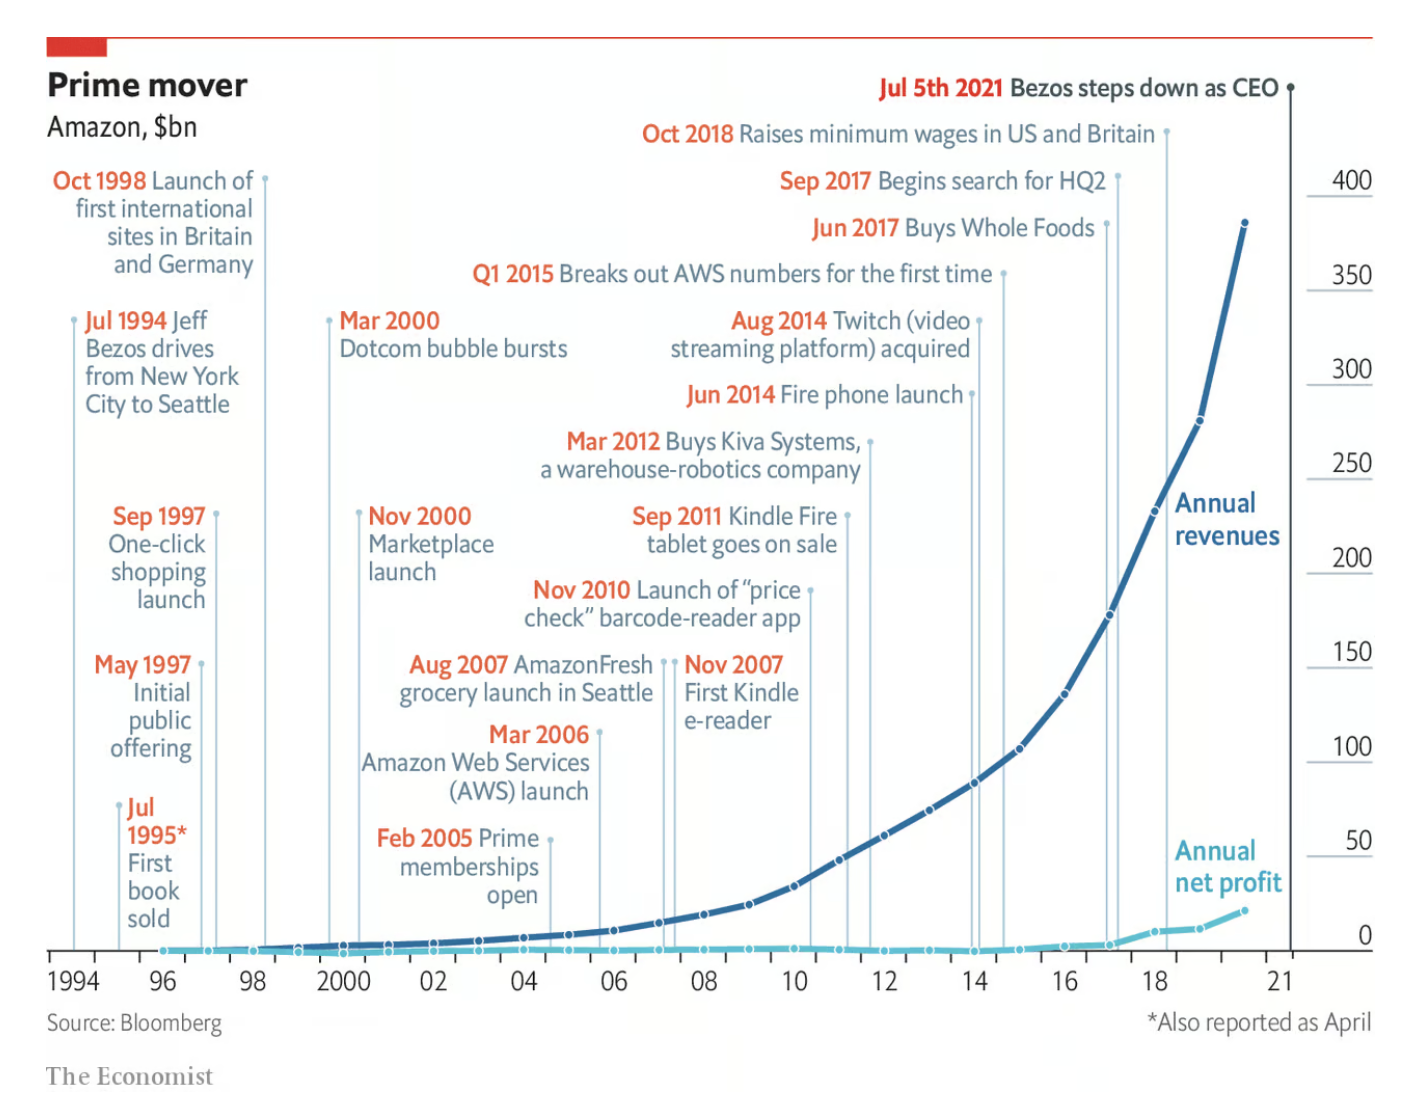 Prime mover
Amazon, $bn
Jul 5th 2021 Bezos steps down as CEO
Oct 2018 Raises minimum wages in US and Britain
Sep 2017 Begins search for HQ2
Jun 2017 Buys Whole Foods
Q1 2015 Breaks out AWS numbers for the first time
Oct 1998 Launch of
first international
sites in Britain
and Germany
Jul 1994 Jeff
Bezos drives
from New York
City to Seattle
Mar 2000
Dotcom bubble bursts
Aug 2014 Twitch (video
streaming platform) acquired
Jun 2014 Fire phone launch
Mar 2012 Buys Kiva Systems,
a warehouse-robotics company
Sep 1997
One-click
shopping
launch
Nov 2000
Marketplace
launch
Sep 2011 Kindle Fire
tablet goes on sale
Nov 2010 Launch of “price
check” barcode-reader app
May 1997
Initial
public
offering
Aug 2007 AmazonFresh
grocery launch in Seattle
Nov 2007
First Kindle
e-reader
Mar 2006
Amazon Web Services
(AWS) launch
Jul
1995*
First
book
sold
Feb 2005 Prime
memberships
open
Annual
revenues
Annual
net profit
400
350
300
250
200
150
100
50
0
1994 96 98 2000 02 04 06 08 10 12 14 16 18 21
Source: Bloomberg
*Also reported as April
The Economist